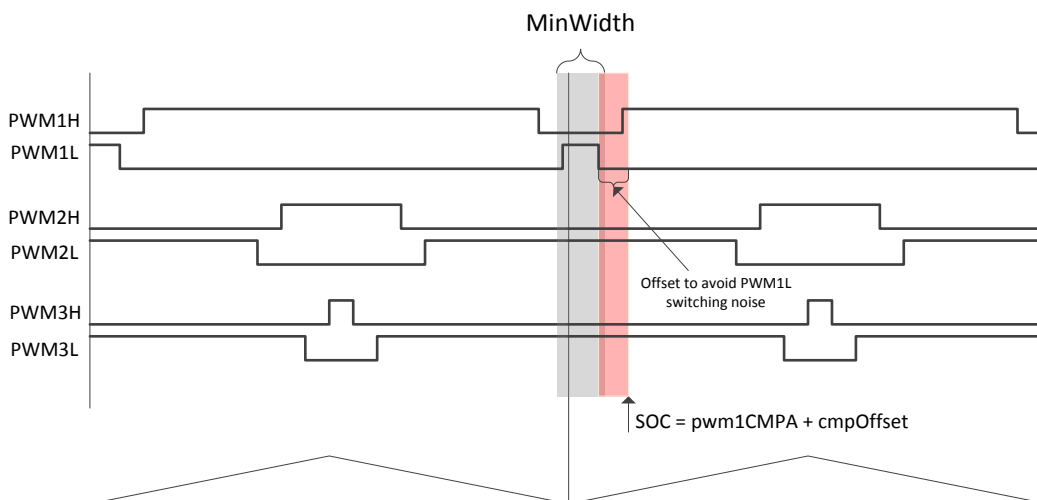 MinWidth
PWM1H
PWM1L
PWM2H
PWM2L
Offset to avoid PWM1L
switching noise
PWM3H
PWM3L
SOC = pwm1CMPA + cmpOffset